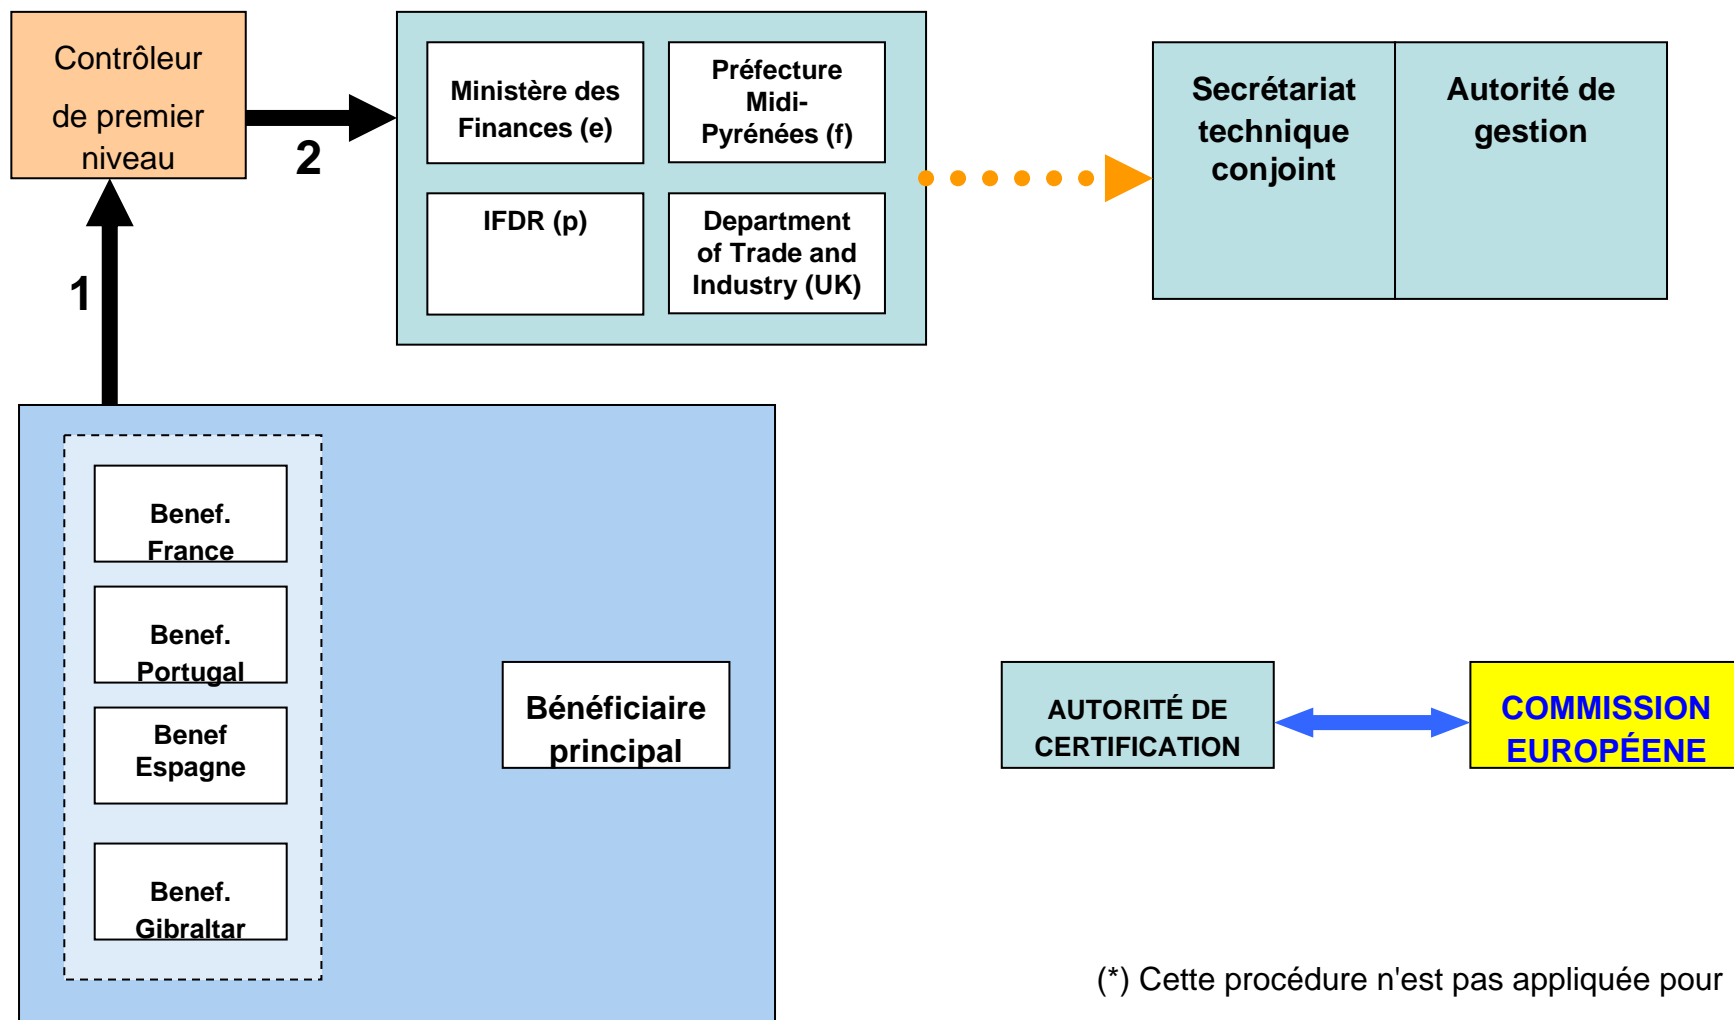 Contrôleur
de premier
niveau
2
1
Ministère des
Finances (e)
Préfecture
Midi-
Pyrénées (f)
IFDR (p)
Department
of Trade and
Industry (UK)
Secrétariat
technique
conjoint
Autorité de
gestion
Benef.
France
Benef.
Portugal
Benef
Espagne
Benef.
Gibraltar
Bénéficiaire
principal
AUTORITÉ DE
CERTIFICATION
COMMISSION
EUROPÉENE
(*) Cette procédure n'est pas appliquée pour